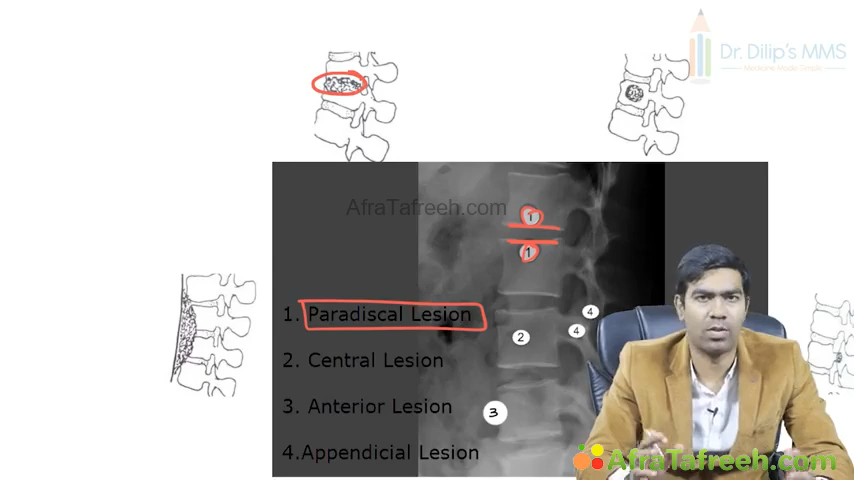 Dr. Dilip's MMS
Medicine Made Simple
AfraTafreeh.com
1
1
1. Paradiscal Lesion
4
4
2
2. Central Lesion
3. Anterior Lesion
3
4.Appendicial Lesion
AfraTafreeh.com